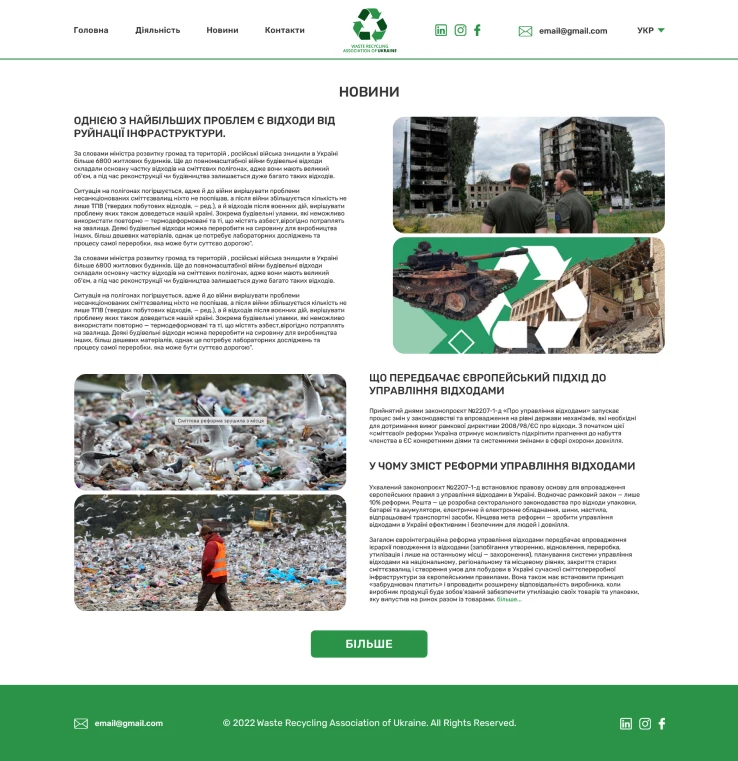 Головна
Діяльність
Новини
Контакти
WASTE RECYCLING
ASSOCIATION OF UKRAINE
email@gmail.com
УКР
НОВИНИ
ОДНІЄЮ З НАЙБІЛЬШИХ ПРОБЛЕМ Є ВІДХОДИ ВІД
РУЙНАЦІЇ ІНФРАСТРУКТУРИ.
За словами міністра розвитку громад та територій , російські війська знищили в Україні
більше 6800 житлових будинків. Ще до повномасштабної війни будівельні відходи
складали основну частку відходів на сміттєвих полігонах, адже вони мають великий
об'єм, а під час реконструкції чи будівництва залишається дуже багато таких відходів.
Ситуація на полігонах погіршується, адже й до війни вирішувати проблеми
несанкціонованих сміттєзвалищ ніхто не поспішав, а після війни збільшується кількість не
лише ТПВ (твердих побутових відходів, — ред.), а й відходів після воєнних дій, вирішувати
проблему яких також доведеться нашій країні. Зокрема будівельні уламки, які неможливо
використати повторно — термодеформовані та ті, що містять азбест,вірогідно потраплять
на звалища. Деякі будівельні відходи можна переробити на сировину для виробництва
інших, більш дешевих матеріалів, однак це потребує лабораторних досліджень та
процесу самої переробки, яка може бути суттєво дорогою".
За словами міністра розвитку громад та територій , російські війська знищили в Україні
більше 6800 житлових будинків. Ще до повномасштабної війни будівельні відходи
складали основну частку відходів на сміттєвих полігонах, адже вони мають великий
об'єм, а під час реконструкції чи будівництва залишається дуже багато таких відходів.
Ситуація на полігонах погіршується, адже й до війни вирішувати проблеми
несанкціонованих сміттєзвалищ ніхто не поспішав, а після війни збільшується кількість не
лише ТПВ (твердих побутових відходів, — ред.), а й відходів після воєнних дій, вирішувати
проблему яких також доведеться нашій країні. Зокрема будівельні уламки, які неможливо
використати повторно — термодеформовані та ті, що містять азбест,вірогідно потраплять
на звалища. Деякі будівельні відходи можна переробити на сировину для виробництва
інших, більш дешевих матеріалів, однак це потребує лабораторних досліджень та
процесу самої переробки, яка може бути суттєво дорогою".
Сміттєва реформа зрушила з місця
ЩО ПЕРЕДБАЧАЄ ЄВРОПЕЙСЬКИЙ ПІДХІД ДО
УПРАВЛІННЯ ВІДХОДАМИ
Прийнятий днями законопроєкт №2207-1-д «Про управління відходами» запускає
процес змін у законодавстві та впровадження на рівні держави механізмів, які необхідні
для дотримання вимог рамкової директиви 2008/98/ЄС про відходи. З початком цієї
«сміттєвої» реформи Україна отримує можливість підкріпити прагнення до набуття
членства в ЄС конкретними діями та системними змінами в сфері охорони довкілля.
У ЧОМУ ЗМІСТ РЕФОРМИ УПРАВЛІННЯ ВІДХОДАМИ
Ухвалений законопроєкт №2207-1-д встановлює правову основу для впровадження
європейських правил з управління відходами в Україні. Водночас рамковий закон — лише
10% реформи. Решта — це розробка секторального законодавства про відходи упаковки,
батареї та акумулятори, електричне й електронне обладнання, шини, мастила,
відпрацьовані транспортні засоби. Кінцева мета реформи — зробити управління
відходами в Україні ефективним і безпечним для людей і довкілля.
Загалом євроінтеграційна реформа управління відходами передбачає впровадження
ієрархії поводження із відходами (запобігання утворенню, відновлення, переробка,
утилізація і лише на останньому місці — захоронення), планування системи управління
відходами на національному, регіональному та місцевому рівнях, закриття старих
сміттєзвалищ і створення умов для побудови в Україні сучасної сміттєпереробної
інфраструктури за європейськими правилами. Вона також має встановити принцип
«забруднювач платить» і впровадити розширену відповідальність виробника, коли
виробник продукції буде зобов'язаний забезпечити утилізацію своїх товарів та упаковки,
яку випустив на ринок разом із товарами. більше...
БІЛЬШЕ
email@gmail.com
© 2022 Waste Recycling Association of Ukraine. All Rights Reserved.